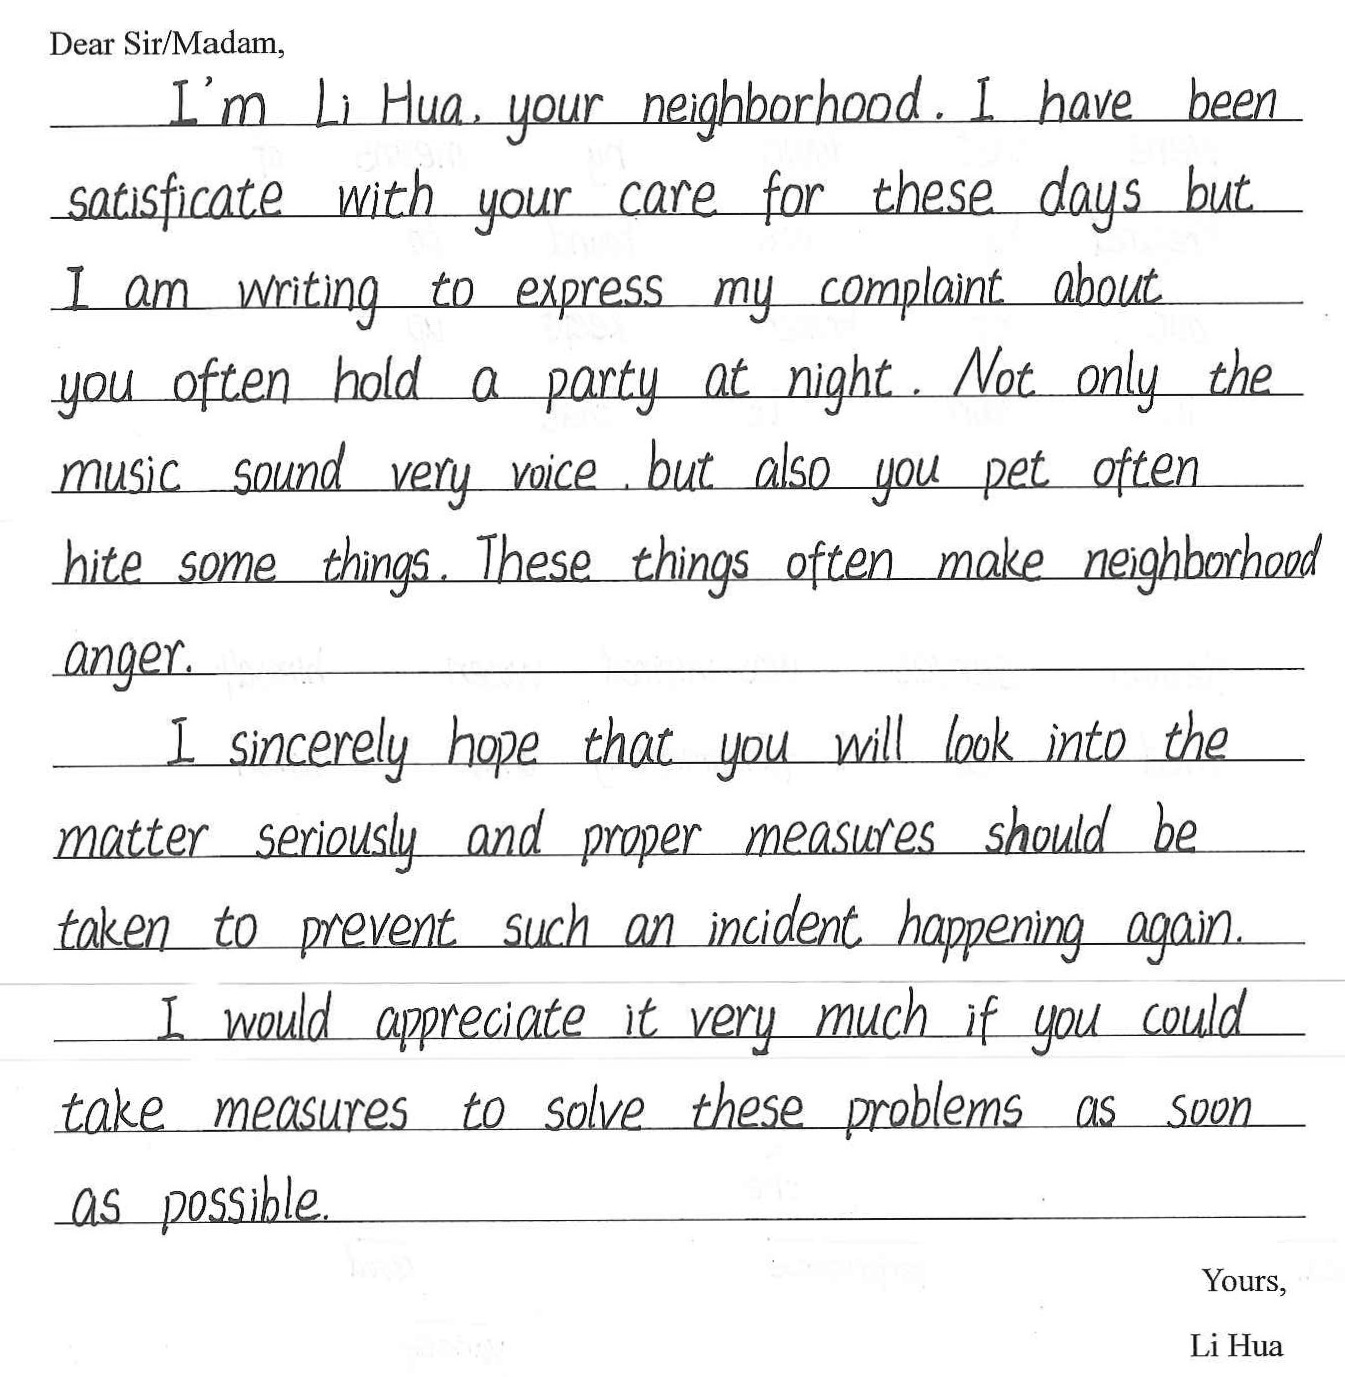 Dear Sir/Madam,
I'm Li Hua, your neighborhood. I have been
satisficate with your care for these days but
I am writing to express my complaint about
you often hold a party at night. Not only the
music sound very voice, but also you pet often
hite some things. These things often make neighborhood
anger.
I sincerely hope that you will look into the
matter seriously and proper measures should be
taken to prevent such an incident happening again.
I would appreciate it very much if you could
take measures to solve these problems as soon
as possible.
Yours,
Li Hua